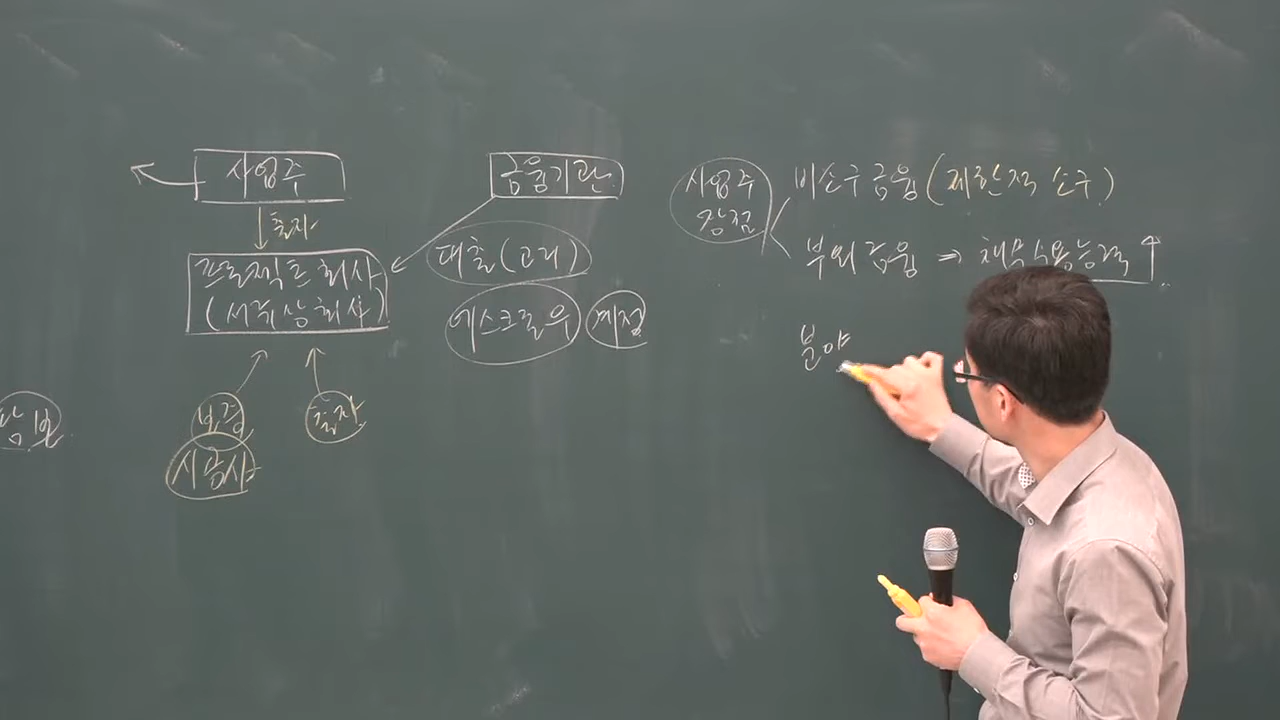 사업주
출자
프로젝트 회사
(서류상 회사)
보증
시공사
출자
담보
금융기관
대출(고리)
에스크로우 계정
사업주
장점
비소구 금융 (제한적 소구)
부외 금융 ⇒ 채무수용능력 ↑
분야